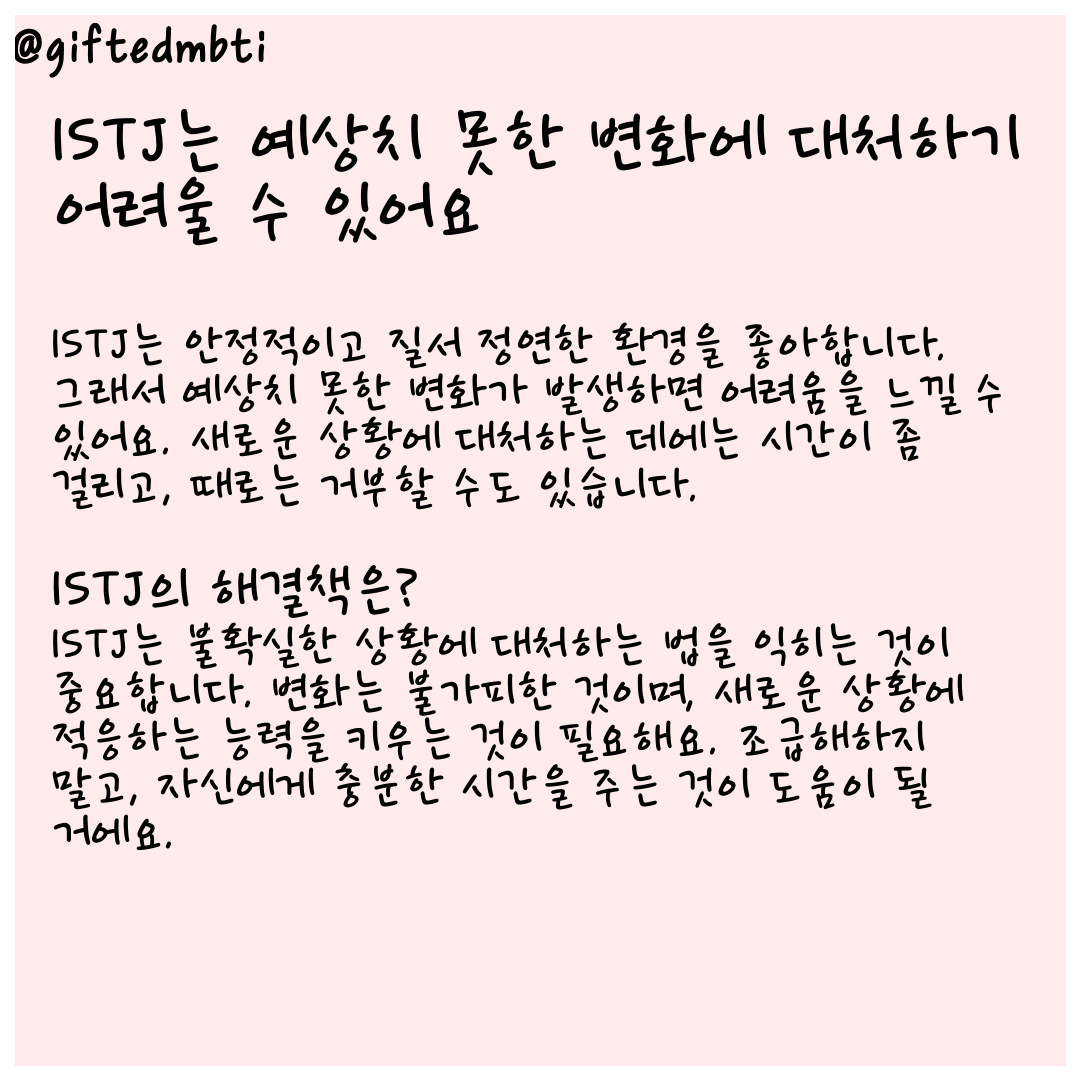 @giftedmbti
ISTJ는 예상치 못한 변화에 대처하기
어려울 수 있어요
ISTJ는 안정적이고 질서 정연한 환경을 좋아합니다.
그래서 예상치 못한 변화가 발생하면 어려움을 느낄 수
있어요. 새로운 상황에 대처하는 데에는 시간이 좀
걸리고, 때로는 거부할 수도 있습니다.
ISTJ의 해결책은?
ISTJ는 불확실한 상황에 대처하는 법을 익히는 것이
중요합니다. 변화는 불가피한 것이며, 새로운 상황에
적응하는 능력을 키우는 것이 필요해요. 조급해하지
말고, 자신에게 충분한 시간을 주는 것이 도움이 될
거에요.